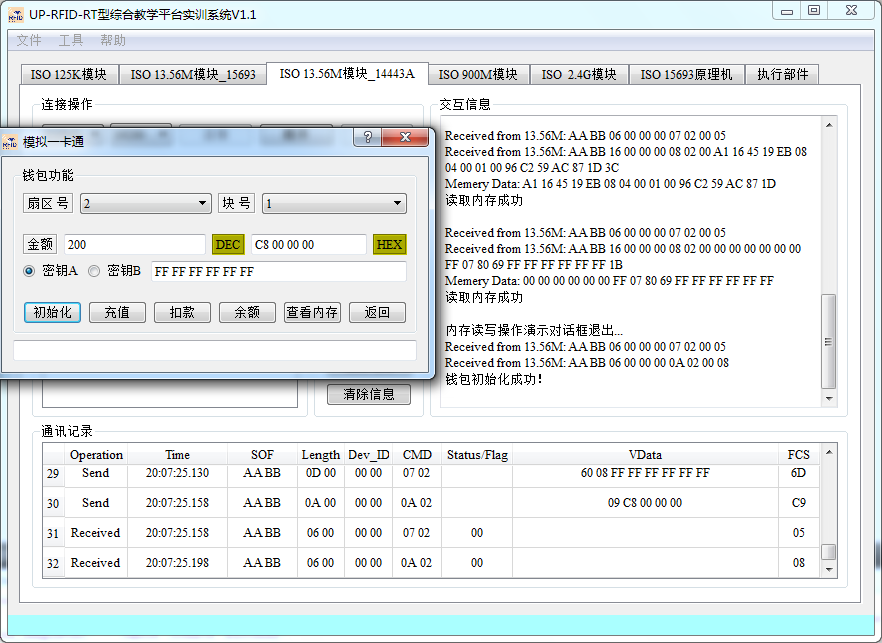 UP-RFID-RT型综合教学平台实训系统V1.1
文件 工具 帮助
ISO 125K模块 ISO 13.56M模块_15693 ISO 13.56M模块_14443A ISO 900M模块 ISO 2.4G模块 ISO 15693原理机 执行部件
连接操作
模拟一卡通
钱包功能
扇区 号 2 块 号 1
金额 200 DEC C8 00 00 00 HEX
密钥A 密钥B FF FF FF FF FF FF
初始化 充值 扣款 余额 查看内存 返回
清除信息
交互信息
Received from 13.56M: AA BB 06 00 00 00 07 02 00 05
Received from 13.56M: AA BB 16 00 00 00 08 02 00 A1 16 45 19 EB 08
04 00 01 00 96 C2 59 AC 87 1D 3C
Memory Data: A1 16 45 19 EB 08 04 00 01 00 96 C2 59 AC 87 1D
读取内存成功
Received from 13.56M: AA BB 06 00 00 00 07 02 00 05
Received from 13.56M: AA BB 16 00 00 00 08 02 00 00 00 00 00 00 00
FF 07 80 69 FF FF FF FF FF FF 1B
Memory Data: 00 00 00 00 00 00 FF 07 80 69 FF FF FF FF FF FF
读取内存成功
内存读写操作演示对话框退出...
Received from 13.56M: AA BB 06 00 00 00 07 02 00 05
Received from 13.56M: AA BB 06 00 00 00 0A 02 00 08
钱包初始化成功!
通讯记录
Operation Time SOF Length Dev_ID CMD Status/Flag VData FCS
29 Send 20:07:25.130 AA BB 0D 00 00 00 07 02 60 08 FF FF FF FF FF FF 6D
30 Send 20:07:25.158 AA BB 0A 00 00 00 0A 02 09 C8 00 00 00 C9
31 Received 20:07:25.158 AA BB 06 00 00 00 07 02 00 05
32 Received 20:07:25.198 AA BB 06 00 00 00 0A 02 00 08